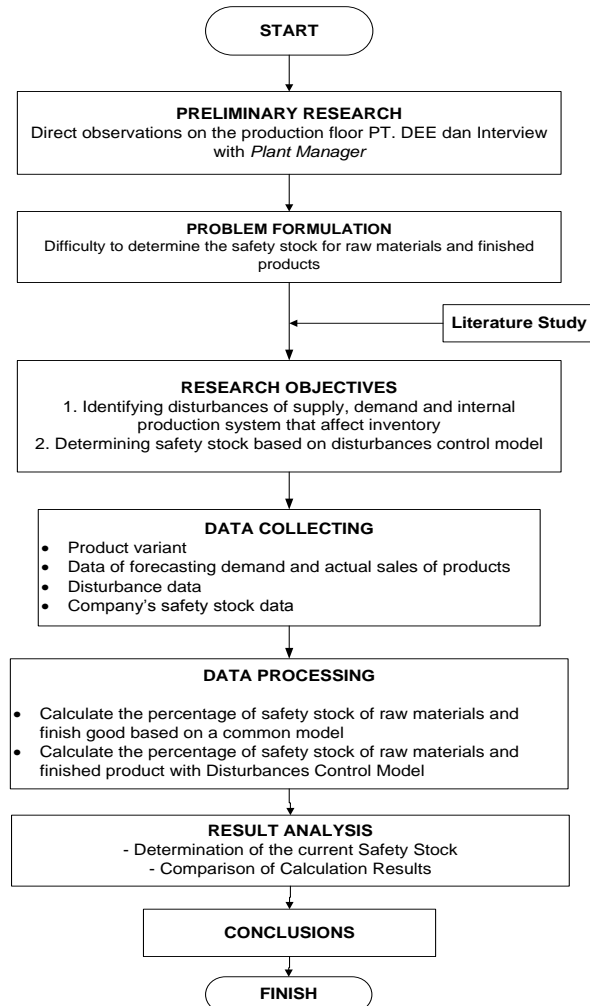 START
PRELIMINARY RESEARCH
Direct observations on the production floor PT. DEE dan Interview
with Plant Manager
PROBLEM FORMULATION
Difficulty to determine the safety stock for raw materials and finished
products
Literature Study
RESEARCH OBJECTIVES
1. Identifying disturbances of supply, demand and internal
production system that affect inventory
2. Determining safety stock based on disturbances control model
DATA COLLECTING
• Product variant
• Data of forecasting demand and actual sales of products
• Disturbance data
• Company's safety stock data
DATA PROCESSING
• Calculate the percentage of safety stock of raw materials and
finish good based on a common model
• Calculate the percentage of safety stock of raw materials and
finished product with Disturbances Control Model
RESULT ANALYSIS
- Determination of the current Safety Stock
- Comparison of Calculation Results
CONCLUSIONS
FINISH